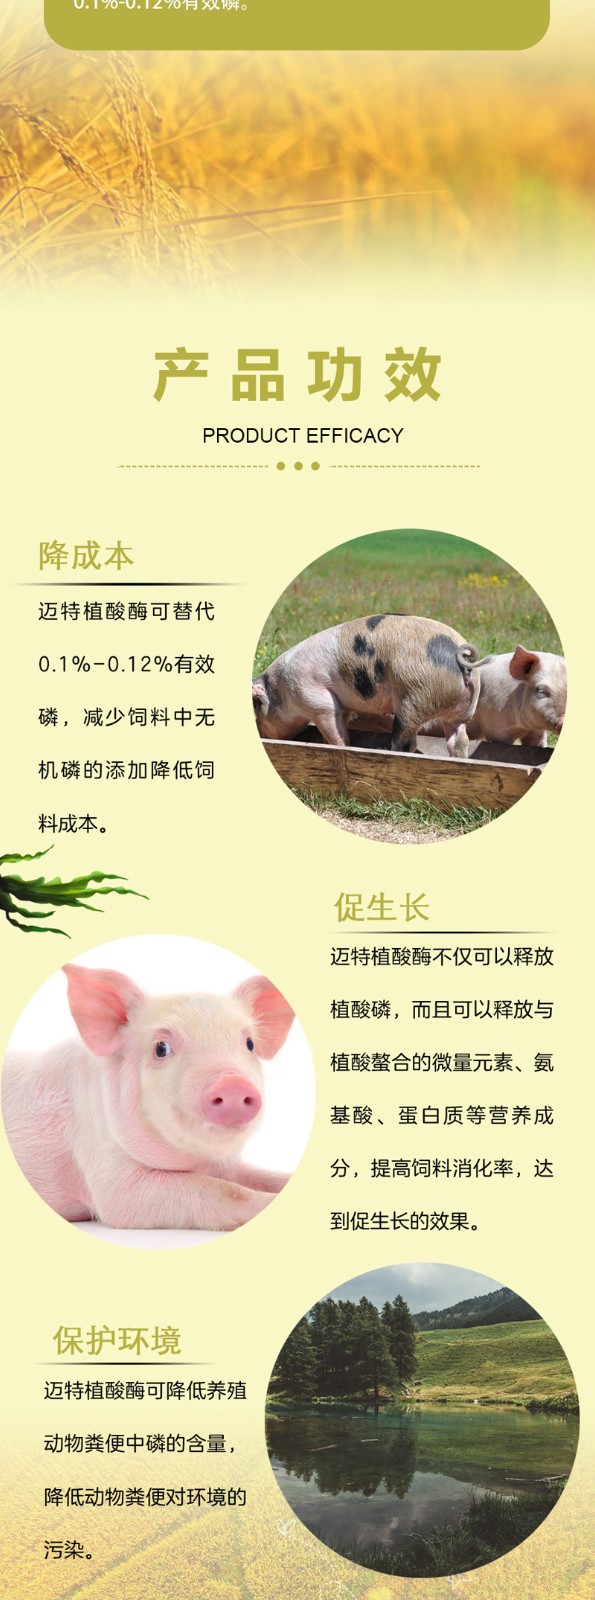 0.1%-0.12%有效磷。
产品功效
PRODUCT EFFICACY
降成本
迈特植酸酶可替代
0.1%-0.12%有效
磷，减少饲料中无
机磷的添加降低饲
料成本。
促生长
迈特植酸酶不仅可以释放
植酸磷，而且可以释放与
植酸螯合的微量元素、氨
基酸、蛋白质等营养成
分，提高饲料消化率，达
到促生长的效果。
保护环境
迈特植酸酶可降低养殖
动物粪便中磷的含量，
降低动物粪便对环境的
污染。